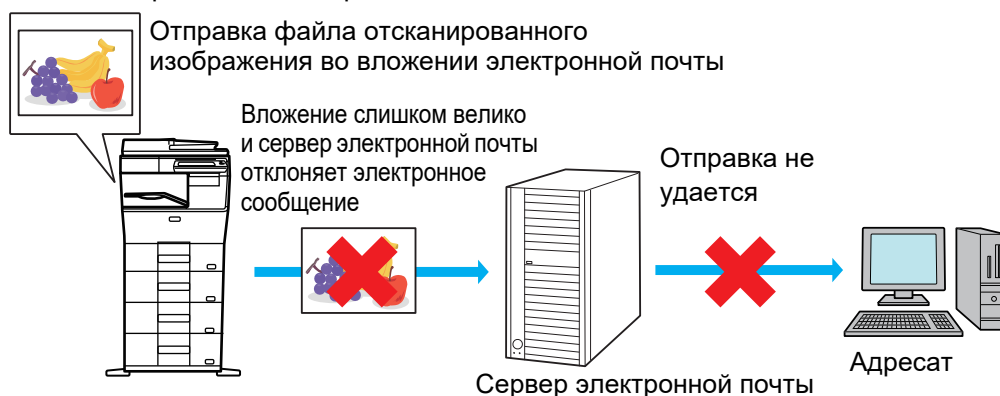 Отправка файла отсканированного
изображения во вложении электронной почты
Вложение слишком велико
и сервер электронной почты
отклоняет электронное
сообщение
Отправка не
удается
Адресат
Сервер электронной почты